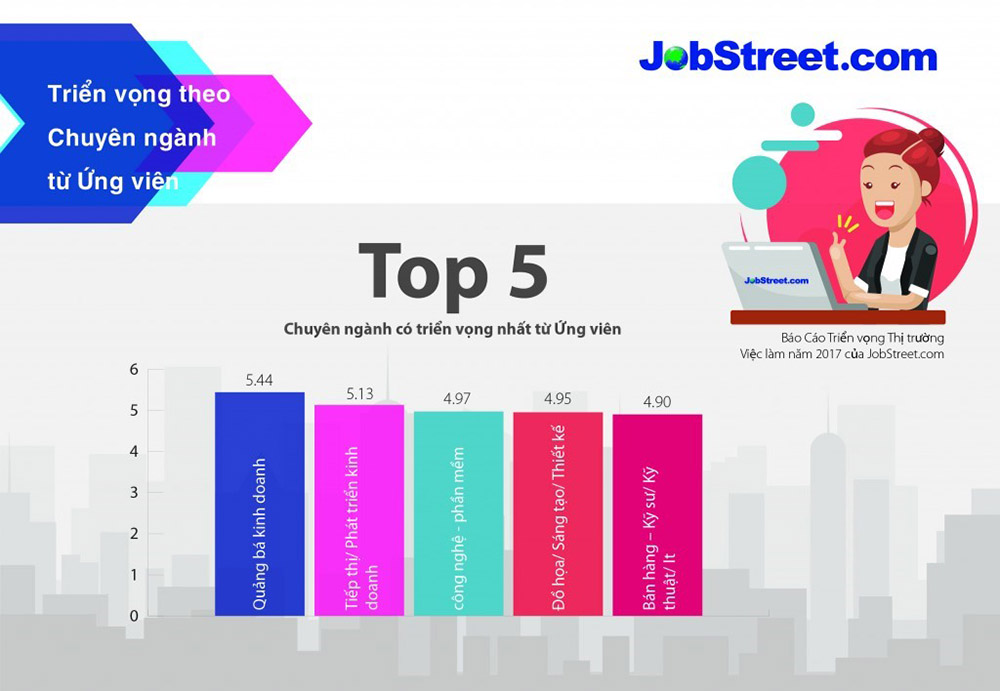 Triển vọng theo
Chuyên ngành
từ Ứng viên
JobStreet.com
JobStreet.com
Báo Cáo Triển vọng Thị trường
Việc làm năm 2017 của JobStreet.com
Top 5
Chuyên ngành có triển vọng nhất từ Ứng viên
6
5
4
3
2
1
0
5.44
5.13
4.97
4.95
4.90
Quảng bá kinh doanh
Tiếp thị/ Phát triển kinh
doanh
công nghệ - phần mềm
Đồ họa/ Sáng tạo/ Thiết kế
Bán hàng – Kỹ sư/ Kỹ
thuật/ It